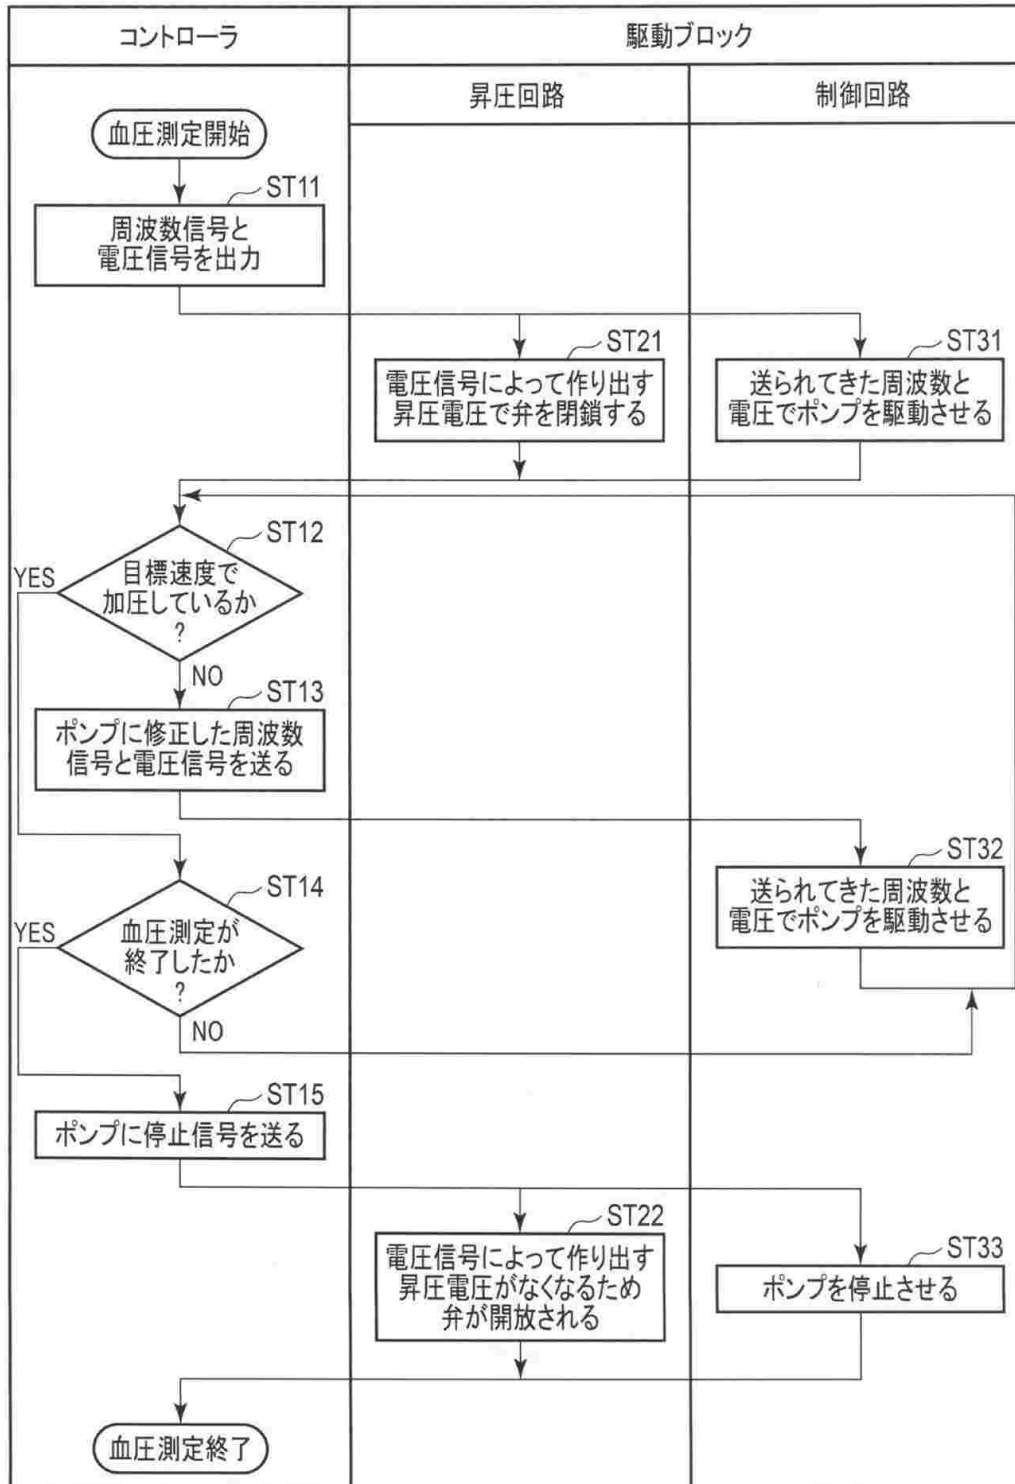 コントローラ
駆動ブロック
昇圧回路
制御回路
血圧測定開始
ST11
周波数信号と
電圧信号を出力
ST21
電圧信号によって作り出す
昇圧電圧で弁を閉鎖する
ST31
送られてきた周波数と
電圧でポンプを駆動させる
ST12
目標速度で
加圧しているか
?
YES
NO
ST13
ポンプに修正した周波数
信号と電圧信号を送る
ST32
送られてきた周波数と
電圧でポンプを駆動させる
ST14
血圧測定が
終了したか
?
YES
NO
ST15
ポンプに停止信号を送る
ST22
電圧信号によって作り出す
昇圧電圧がなくなるため
弁が開放される
ST33
ポンプを停止させる
血圧測定終了